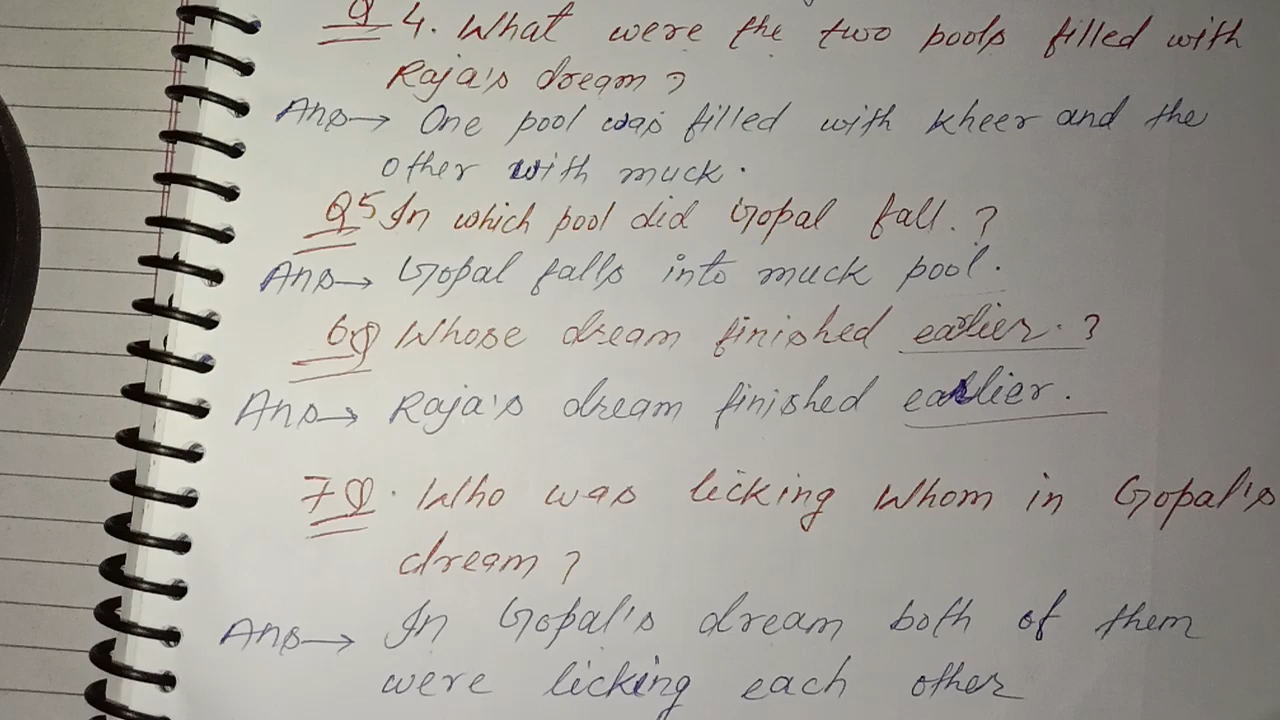 Q 4. What were the two pools filled with
Raja's dream ?
Ans→ One pool was filled with kheer and the
other with muck.
Q5 In which pool did Gopal fall. ?
Ans→ Gopal falls into muck pool.
6Q Whose dream finished earlier. ?
Ans→ Raja's dream finished earlier.
7Q. Who was licking Whom in Gopal's
dream ?
Ans→ In Gopal's dream both of them
were licking each other